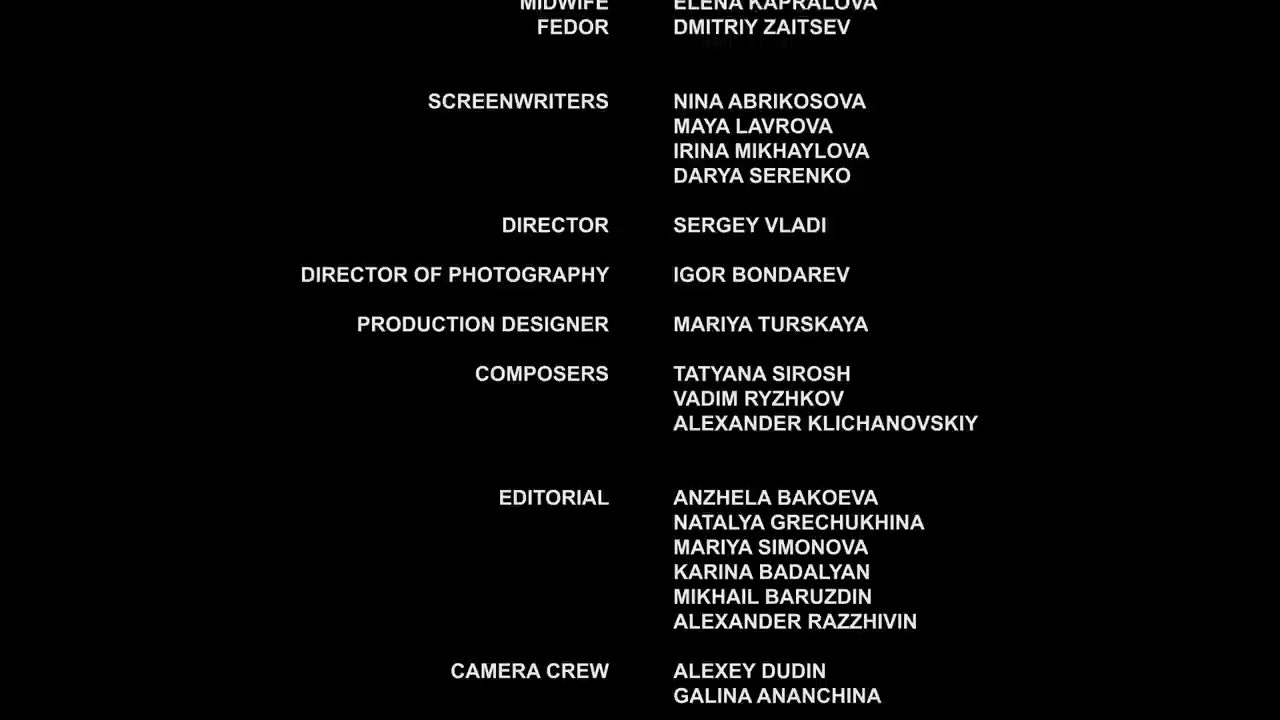 MIDWIFE ELENA KAPRALOVA
FEDOR DMITRIY ZAITSEV
SCREENWRITERS NINA ABRIKOSOVA
MAYA LAVROVA
IRINA MIKHAYLOVA
DARYA SERENKO
DIRECTOR SERGEY VLADI
DIRECTOR OF PHOTOGRAPHY IGOR BONDAREV
PRODUCTION DESIGNER MARIYA TURSKAYA
COMPOSERS TATYANA SIROSH
VADIM RYZHKOV
ALEXANDER KLICHANOVSKIY
EDITORIAL ANZHELA BAKOEVA
NATALYA GRECHUKHINA
MARIYA SIMONOVA
KARINA BADALYAN
MIKHAIL BARUZDIN
ALEXANDER RAZZHIVIN
CAMERA CREW ALEXEY DUDIN
GALINA ANANCHINA